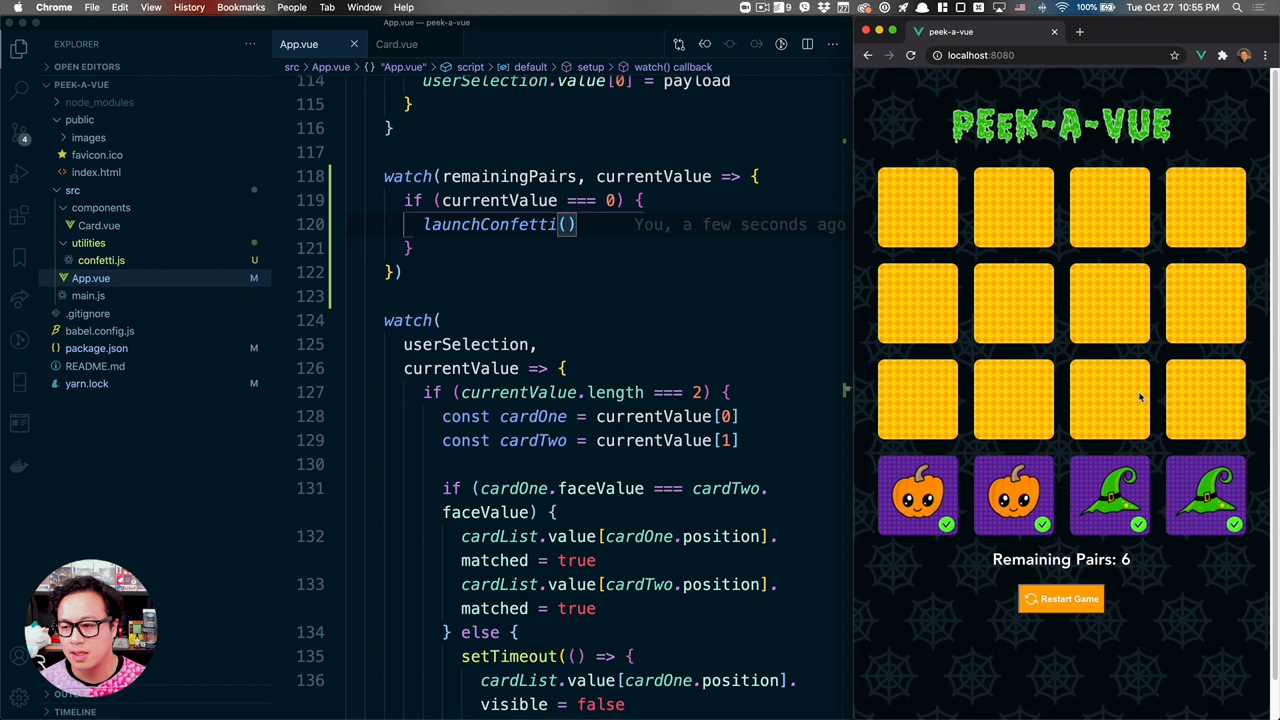 Chrome File Edit View History Bookmarks People Tab Window Help
9 27 100% Tue Oct 27 10:55 PM
App.vue — peek-a-vue
peek-a-vue
localhost:8080
EXPLORER
App.vue
Card.vue
src > App.vue > {} "App.vue" > script > default > setup > watch() callback
OPEN EDITORS
PEEK-A-VUE
node_modules
public
images
favicon.ico
index.html
src
components
Card.vue
utilities
confetti.js U
App.vue M
main.js
.gitignore
babel.config.js
package.json M
README.md
yarn.lock M
TIMELINE
4
114 userSelection.value[0] = payload
115 }
116 }
117
118 watch(remainingPairs, currentValue => {
119 if (currentValue === 0) {
120 launchConfetti() You, a few seconds ago
121 }
122 })
123
124 watch(
125 userSelection,
126 currentValue => {
127 if (currentValue.length === 2) {
128 const cardOne = currentValue[0]
129 const cardTwo = currentValue[1]
130
131 if (cardOne.faceValue === cardTwo.
faceValue) {
132 cardList.value[cardOne.position].
matched = true
133 cardList.value[cardTwo.position].
matched = true
134 } else {
135 setTimeout(() => {
136 cardList.value[cardOne.position].
visible = false
PEEK-A-VUE
Remaining Pairs: 6
Restart Game